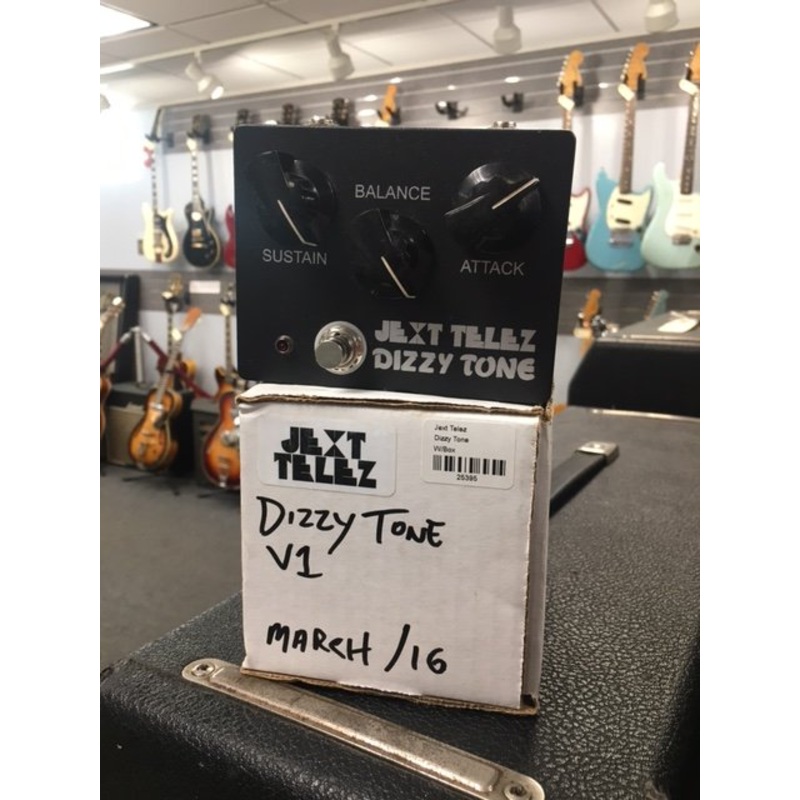 BALANCE
SUSTAIN
ATTACK
JEXT TELEZ
DIZZY TONE
JEXT
TELEZ
Jext Telez
Dizzy Tone
W/Box
25395
DIZZY TONE
V1
MARCH /16